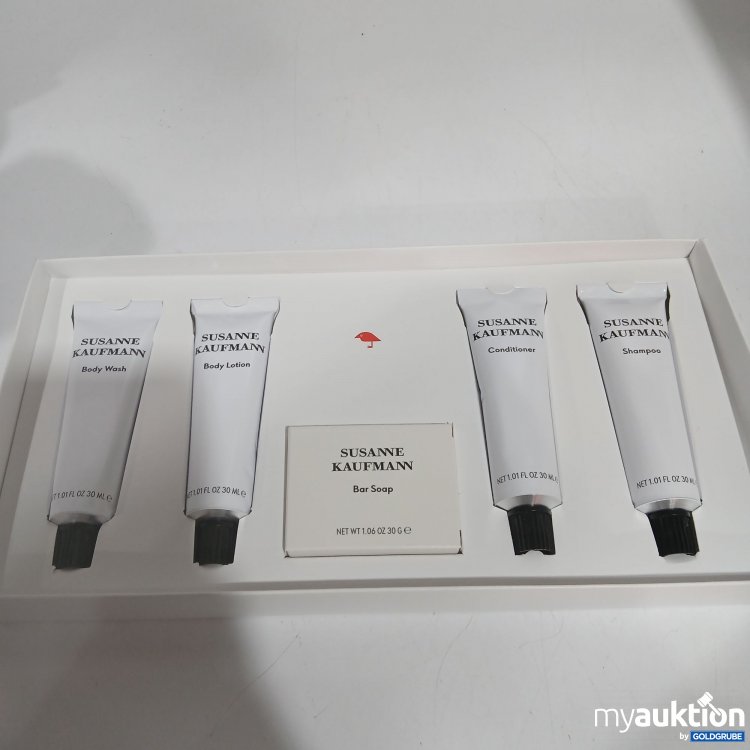 SUSANNE
KAUFMANN
Body Wash
T 1.01 FL OZ 30 ML e
SUSANNE
KAUFMANN
Body Lotion
ET 1.01 FL OZ 30 ML e
SUSANNE
KAUFMANN
Bar Soap
NET WT 1.06 OZ 30 G e
SUSANNE
KAUFMANN
Conditioner
NET 1.01 FL OZ 30 ML
SUSANNE
KAUFMANN
Shampoo
NET 1.01 FL OZ 30 ML e
myauktion
by GOLDGRUBE